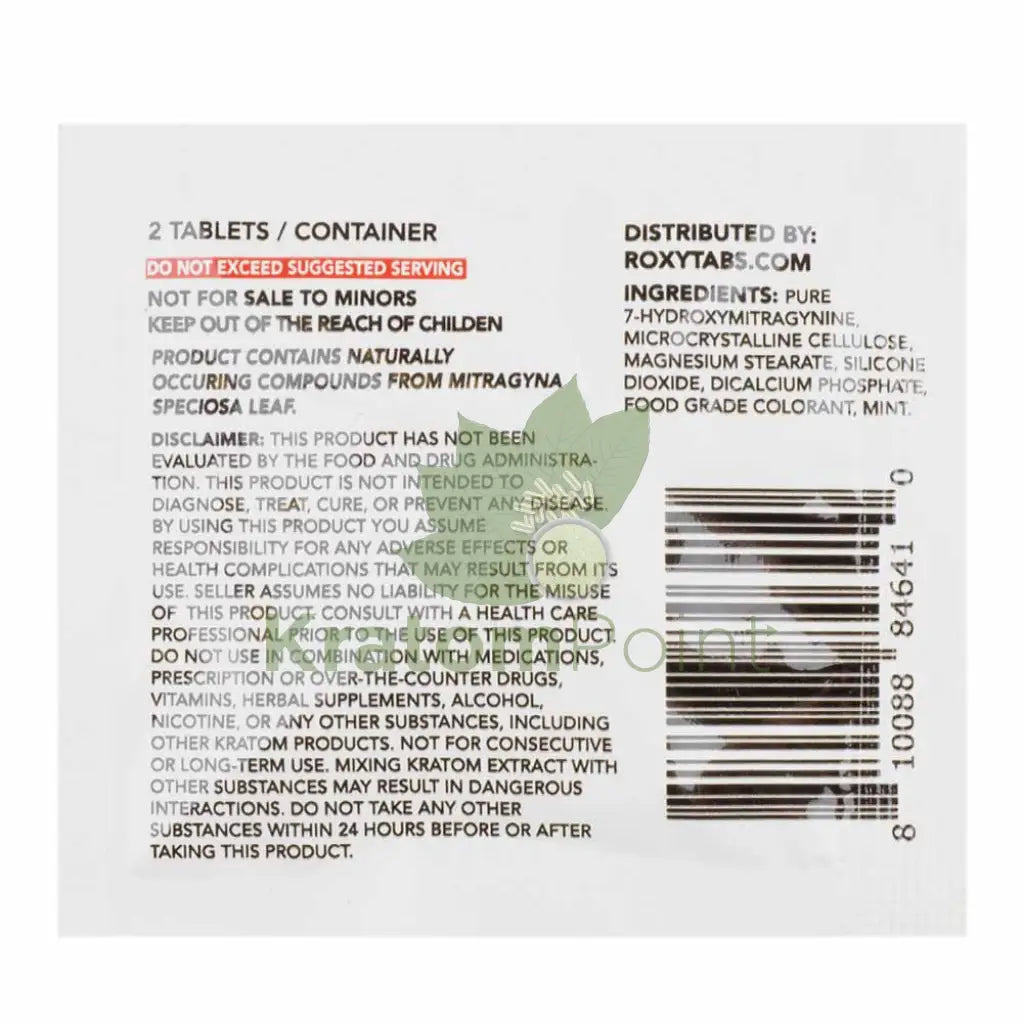 2 TABLETS / CONTAINER
DO NOT EXCEED SUGGESTED SERVING
NOT FOR SALE TO MINORS
KEEP OUT OF THE REACH OF CHILDEN
PRODUCT CONTAINS NATURALLY
OCCURING COMPOUNDS FROM MITRAGYNA
SPECIOSA LEAF.
DISCLAIMER: THIS PRODUCT HAS NOT BEEN
EVALUATED BY THE FOOD AND DRUG ADMINISTRA-
TION. THIS PRODUCT IS NOT INTENDED TO
DIAGNOSE, TREAT, CURE, OR PREVENT ANY DISEASE.
BY USING THIS PRODUCT YOU ASSUME
RESPONSIBILITY FOR ANY ADVERSE EFFECTS OR
HEALTH COMPLICATIONS THAT MAY RESULT FROM ITS
USE. SELLER ASSUMES NO LIABILITY FOR THE MISUSE
OF THIS PRODUCT. CONSULT WITH A HEALTH CARE
PROFESSIONAL PRIOR TO THE USE OF THIS PRODUCT.
DO NOT USE IN COMBINATION WITH MEDICATIONS,
PRESCRIPTION OR OVER-THE-COUNTER DRUGS,
VITAMINS, HERBAL SUPPLEMENTS, ALCOHOL,
NICOTINE, OR ANY OTHER SUBSTANCES, INCLUDING
OTHER KRATOM PRODUCTS. NOT FOR CONSECUTIVE
OR LONG-TERM USE. MIXING KRATOM EXTRACT WITH
OTHER SUBSTANCES MAY RESULT IN DANGEROUS
INTERACTIONS. DO NOT TAKE ANY OTHER
SUBSTANCES WITHIN 24 HOURS BEFORE OR AFTER
TAKING THIS PRODUCT.
DISTRIBUTED BY:
ROXYTABS.COM
INGREDIENTS: PURE
7-HYDROXYMITRAGYNINE,
MICROCRYSTALLINE CELLULOSE,
MAGNESIUM STEARATE, SILICONE
DIOXIDE, DICALCIUM PHOSPHATE,
FOOD GRADE COLORANT, MINT.
8 10088 84641 0
KratomPoint